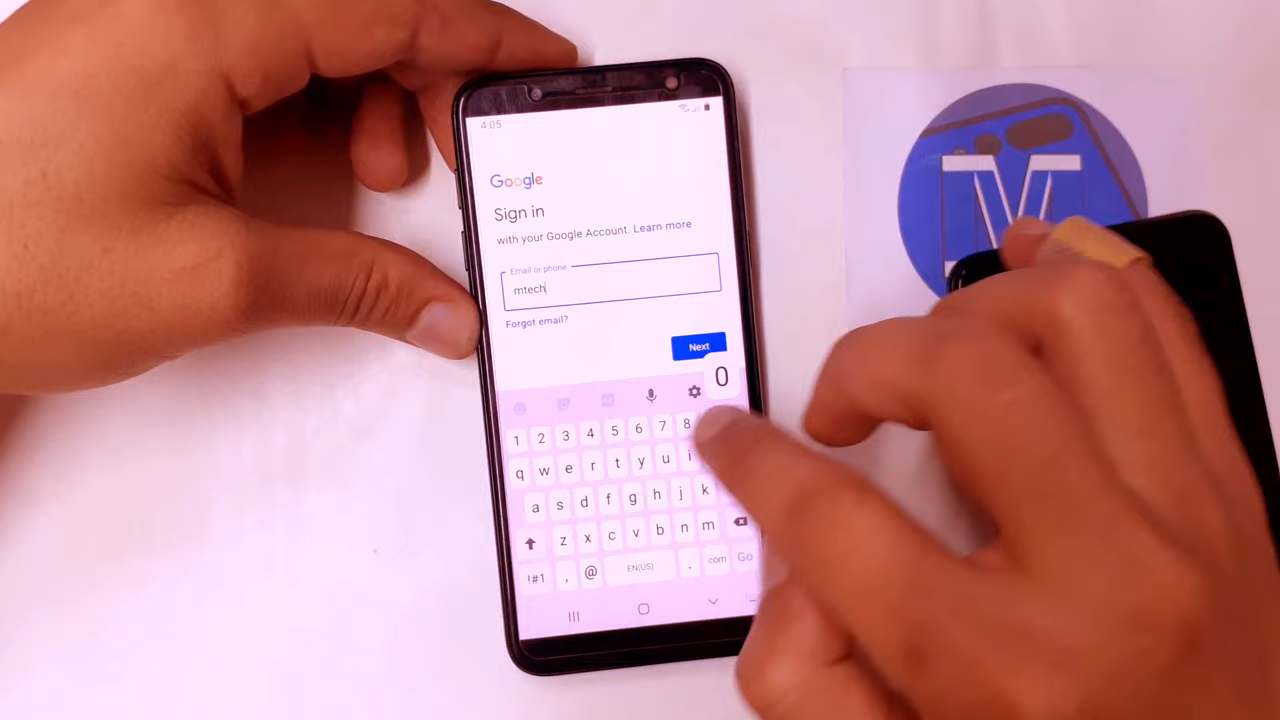 4:05
Google
Sign in
with your Google Account. Learn more
Email or phone
mtech
Forgot email?
Next
0
1 2 3 4 5 6 7 8
q w e r t y u i
a s d f g h j k
z x c v b n m
!#1 , @ EN(US) . com Go